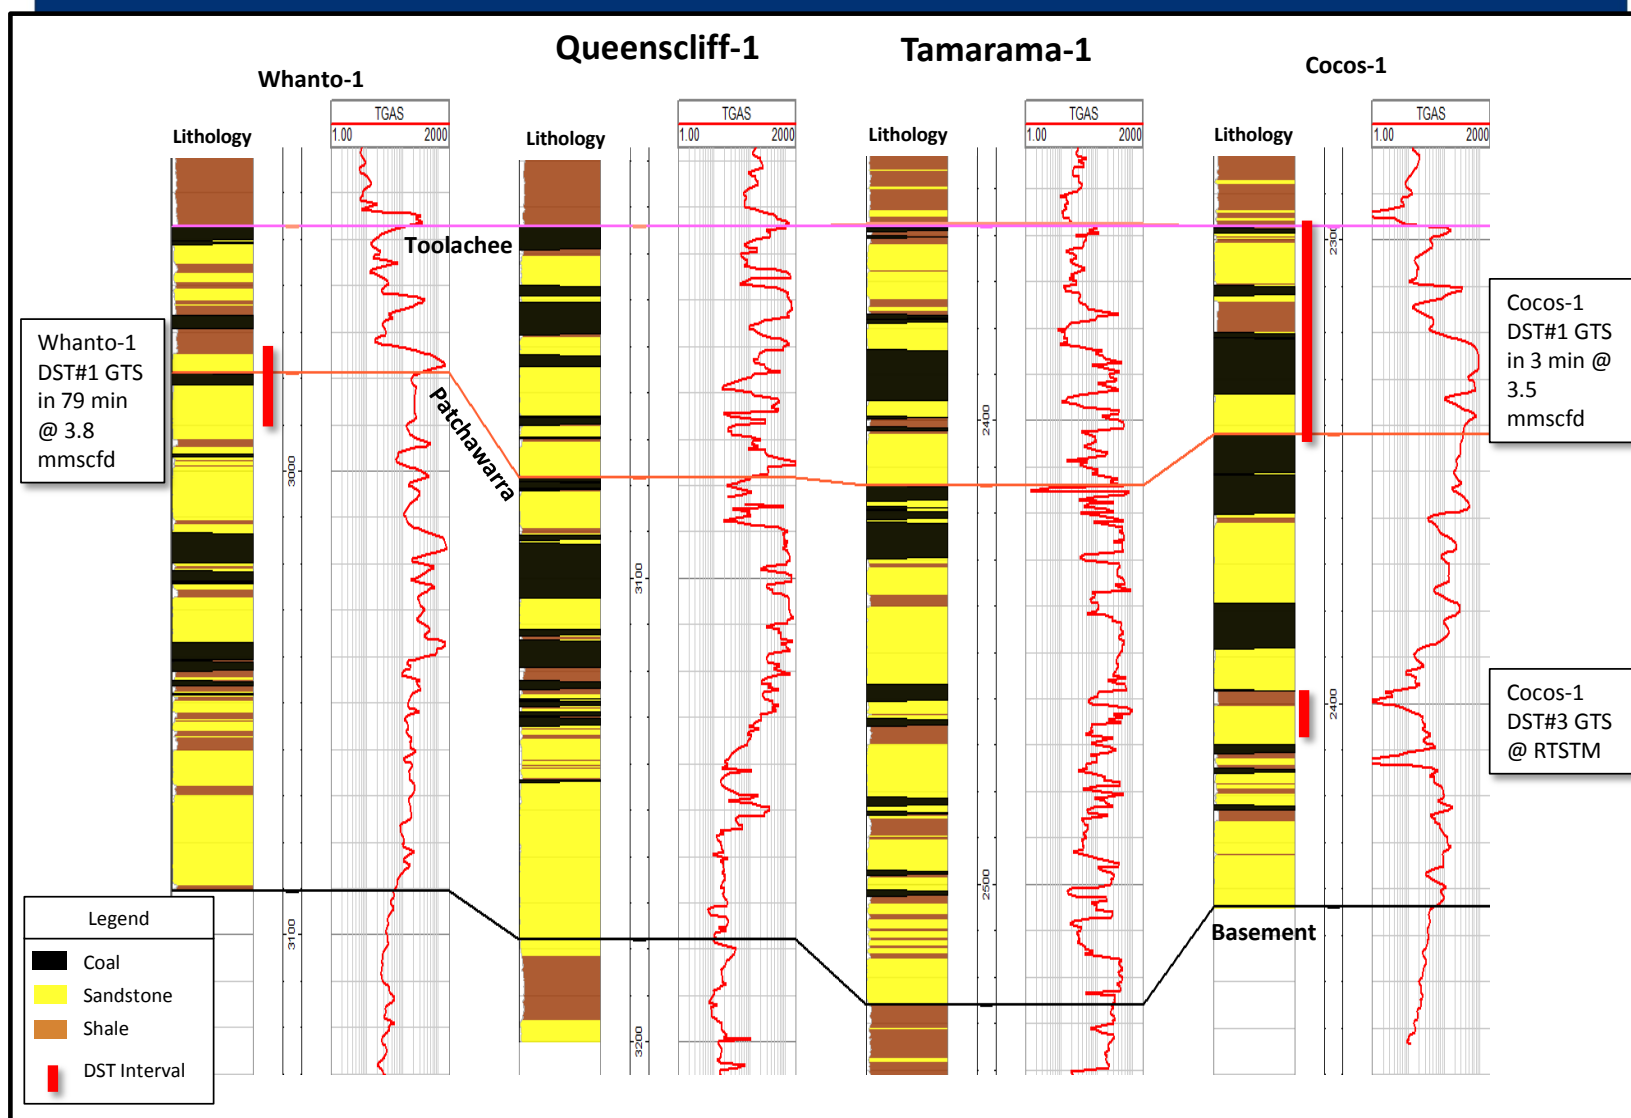 Queenscliff-1
Tamarama-1
Whanto-1
Cocos-1
TGAS
1.00 2000
TGAS
1.00 2000
TGAS
1.00 2000
TGAS
1.00 2000
Lithology
Lithology
Lithology
Lithology
Toolachee
Patchawarra
Basement
3000
3100
3100
3200
2400
2500
2300
2400
Whanto-1
DST#1 GTS
in 79 min
@ 3.8
mmscfd
Cocos-1
DST#1 GTS
in 3 min @
3.5
mmscfd
Cocos-1
DST#3 GTS
@ RTSTM
Legend
Coal
Sandstone
Shale
DST Interval